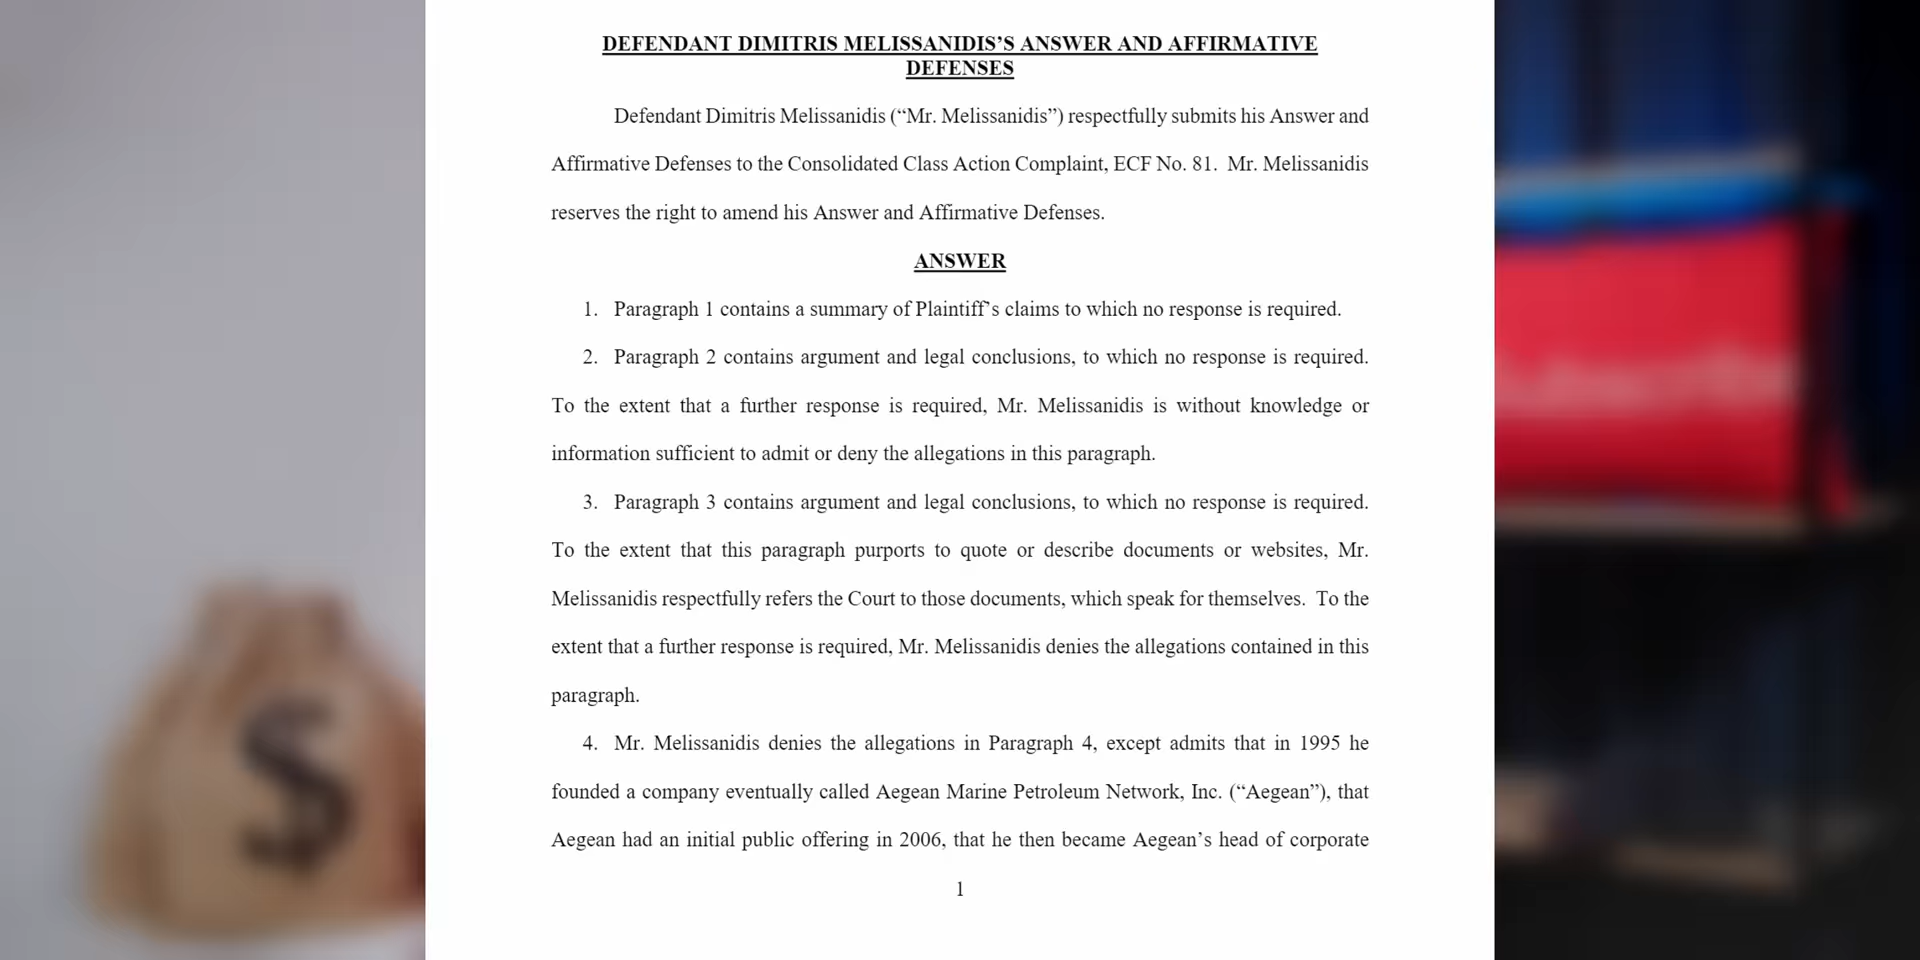 DEFENDANT DIMITRIS MELISSANIDIS’S ANSWER AND AFFIRMATIVE
DEFENSES
Defendant Dimitris Melissanidis (“Mr. Melissanidis”) respectfully submits his Answer and
Affirmative Defenses to the Consolidated Class Action Complaint, ECF No. 81. Mr. Melissanidis
reserves the right to amend his Answer and Affirmative Defenses.
ANSWER
1. Paragraph 1 contains a summary of Plaintiff’s claims to which no response is required.
2. Paragraph 2 contains argument and legal conclusions, to which no response is required.
To the extent that a further response is required, Mr. Melissanidis is without knowledge or
information sufficient to admit or deny the allegations in this paragraph.
3. Paragraph 3 contains argument and legal conclusions, to which no response is required.
To the extent that this paragraph purports to quote or describe documents or websites, Mr.
Melissanidis respectfully refers the Court to those documents, which speak for themselves. To the
extent that a further response is required, Mr. Melissanidis denies the allegations contained in this
paragraph.
4. Mr. Melissanidis denies the allegations in Paragraph 4, except admits that in 1995 he
founded a company eventually called Aegean Marine Petroleum Network, Inc. (“Aegean”), that
Aegean had an initial public offering in 2006, that he then became Aegean’s head of corporate
1
$